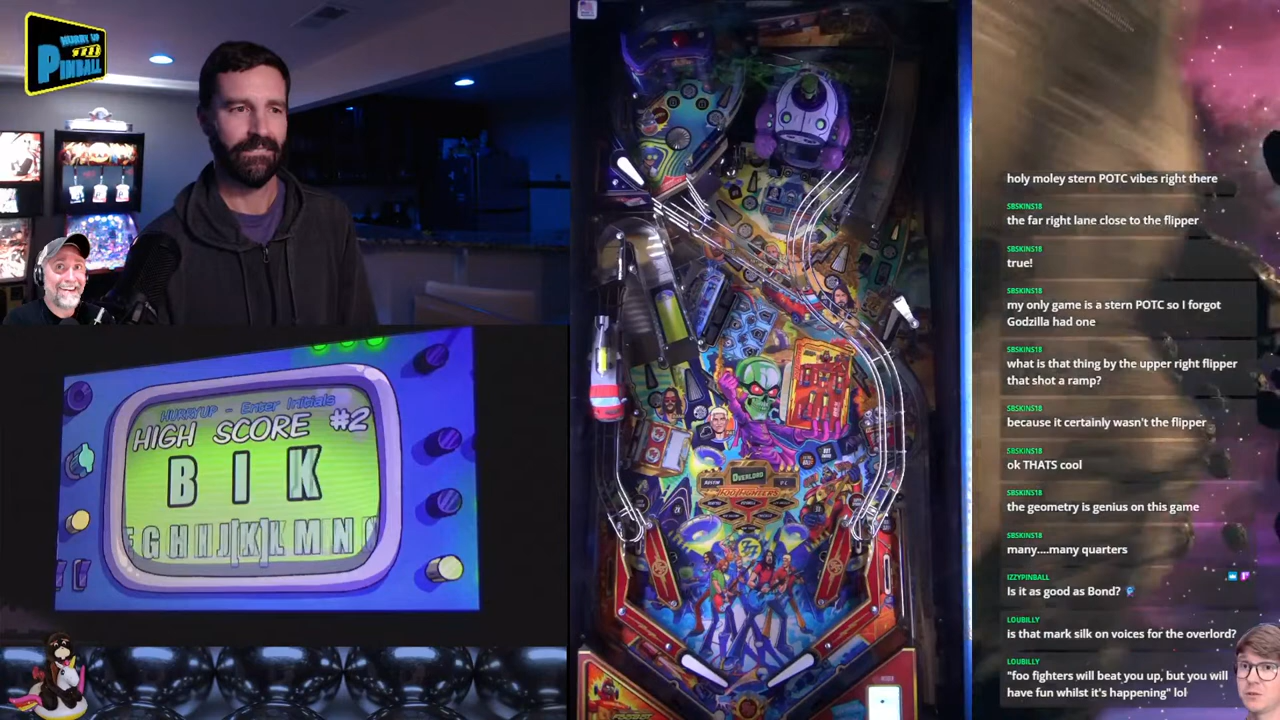 HURRY UP
PINBALL
HURRY UP - Enter Initials
HIGH SCORE #2
B I K
G H I J [K] L M N
OVERLORD
FOO FIGHTERS
holy moley stern POTC vibes right there
SBSKINS18
the far right lane close to the flipper
SBSKINS18
true!
SBSKINS18
my only game is a stern POTC so I forgot
Godzilla had one
SBSKINS18
what is that thing by the upper right flipper
that shot a ramp?
SBSKINS18
because it certainly wasn't the flipper
SBSKINS18
ok THATS cool
SBSKINS18
the geometry is genius on this game
SBSKINS18
many....many quarters
IZZYPINBALL
Is it as good as Bond?
LOUBILLY
is that mark silk on voices for the overlord?
LOUBILLY
"foo fighters will beat you up, but you will
have fun whilst it's happening" lol